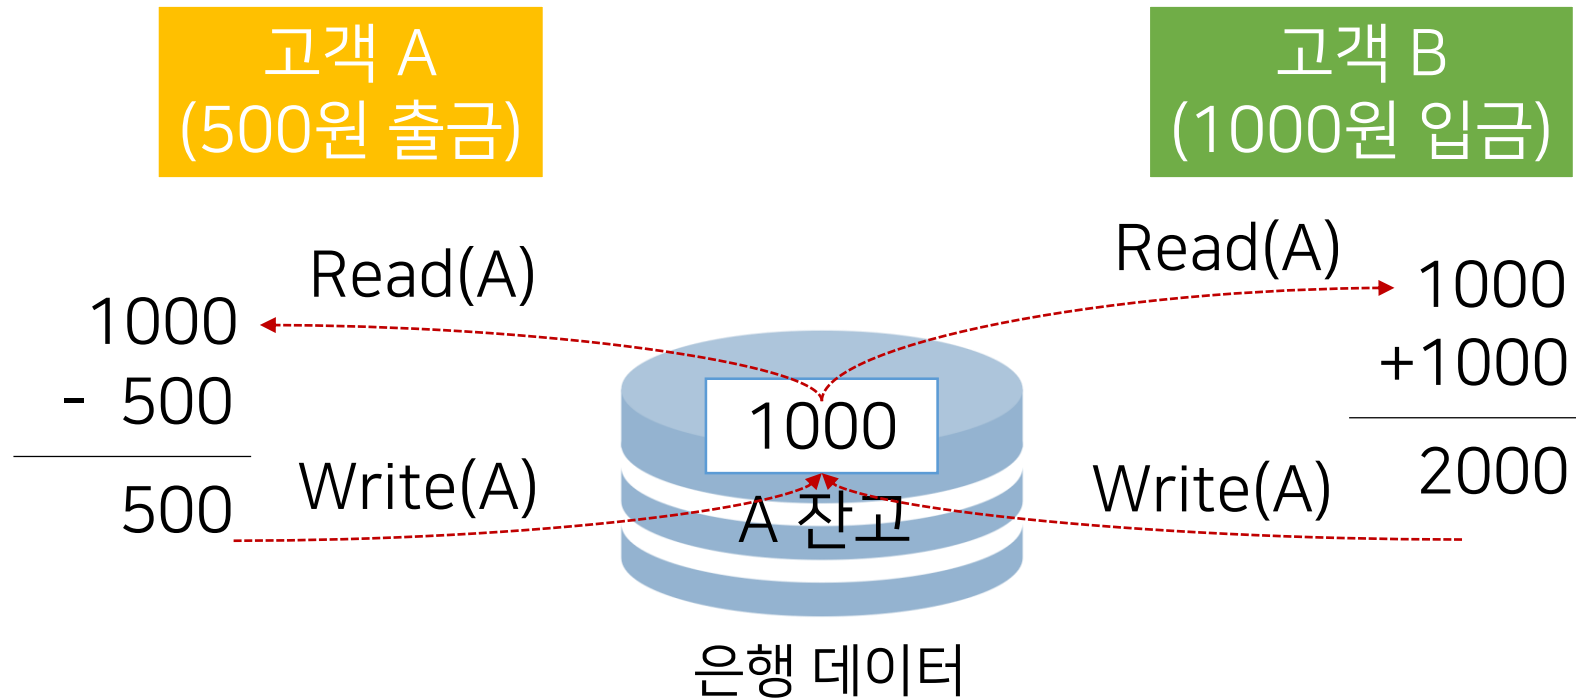 고객 A
(500원 출금)
고객 B
(1000원 입금)
Read(A)
1000
- 500
500
Write(A)
1000
A 잔고
은행 데이터
Read(A)
1000
+1000
2000
Write(A)